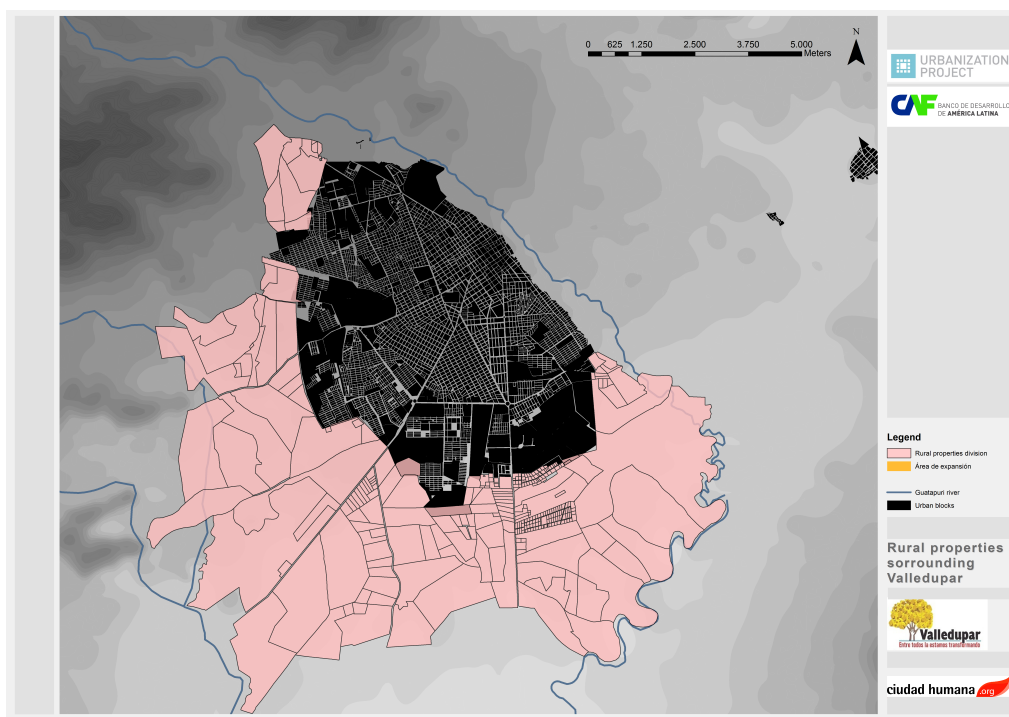 0 625 1.250 2.500 3.750 5.000
Meters
N
URBANIZATION
PROJECT
CAF BANCO DE DESARROLLO
DE AMÉRICA LATINA
Legend
Rural properties division
Área de expansión
Guatapurí river
Urban blocks
Rural properties
sorrounding
Valledupar
Valledupar
Entre todos la estamos transformando
ciudad humana .org